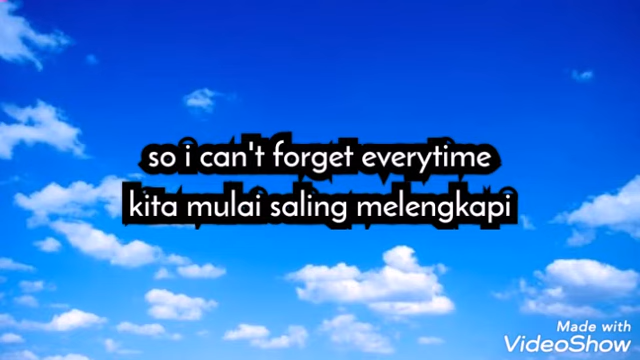 so i can't forget everytime
kita mulai saling melengkapi
Made with
VideoShow